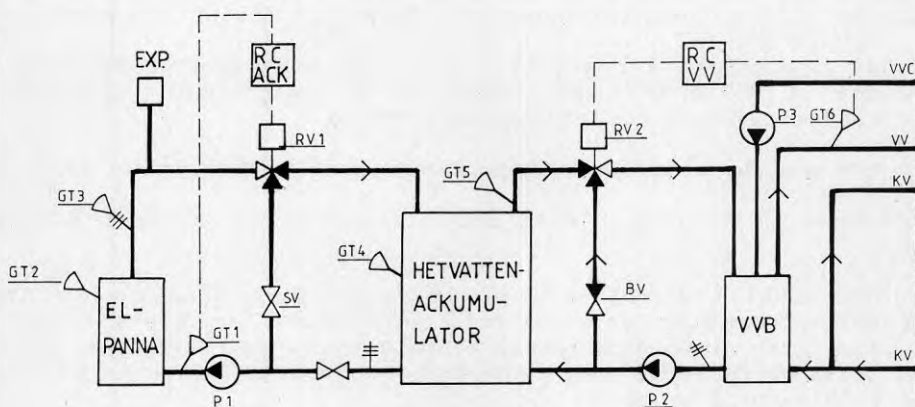 EXP.
RC
ACK
RV1
GT3
GT2
EL-
PANNA
GT1
P1
SV
GT4
HETVATTEN-
ACKUMU-
LATOR
GT5
RC
VV
RV2
BV
P2
P3
GT6
VVC
VV
KV
VVB
KV